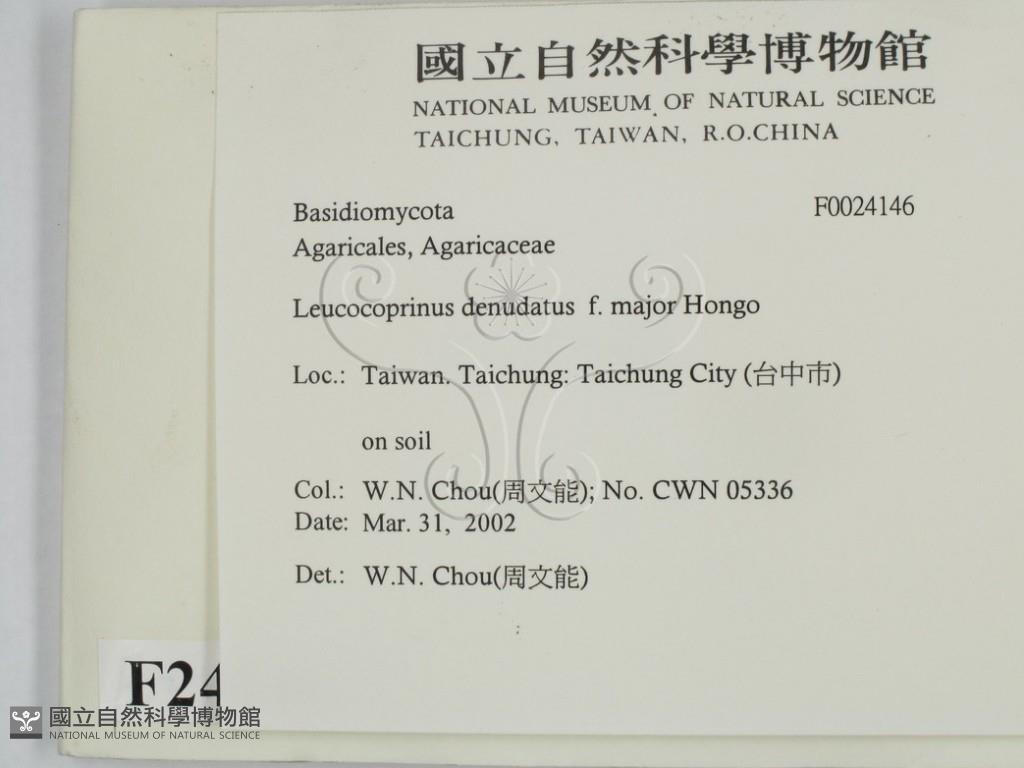 國立自然科學博物館
NATIONAL MUSEUM OF NATURAL SCIENCE
TAICHUNG, TAIWAN, R.O.CHINA
Basidiomycota F0024146
Agaricales, Agaricaceae
Leucocoprinus denudatus f. major Hongo
Loc.: Taiwan. Taichung: Taichung City (台中市)
on soil
Col.: W.N. Chou(周文能); No. CWN 05336
Date: Mar. 31, 2002
Det.: W.N. Chou(周文能)
F24
國立自然科學博物館
NATIONAL MUSEUM OF NATURAL SCIENCE